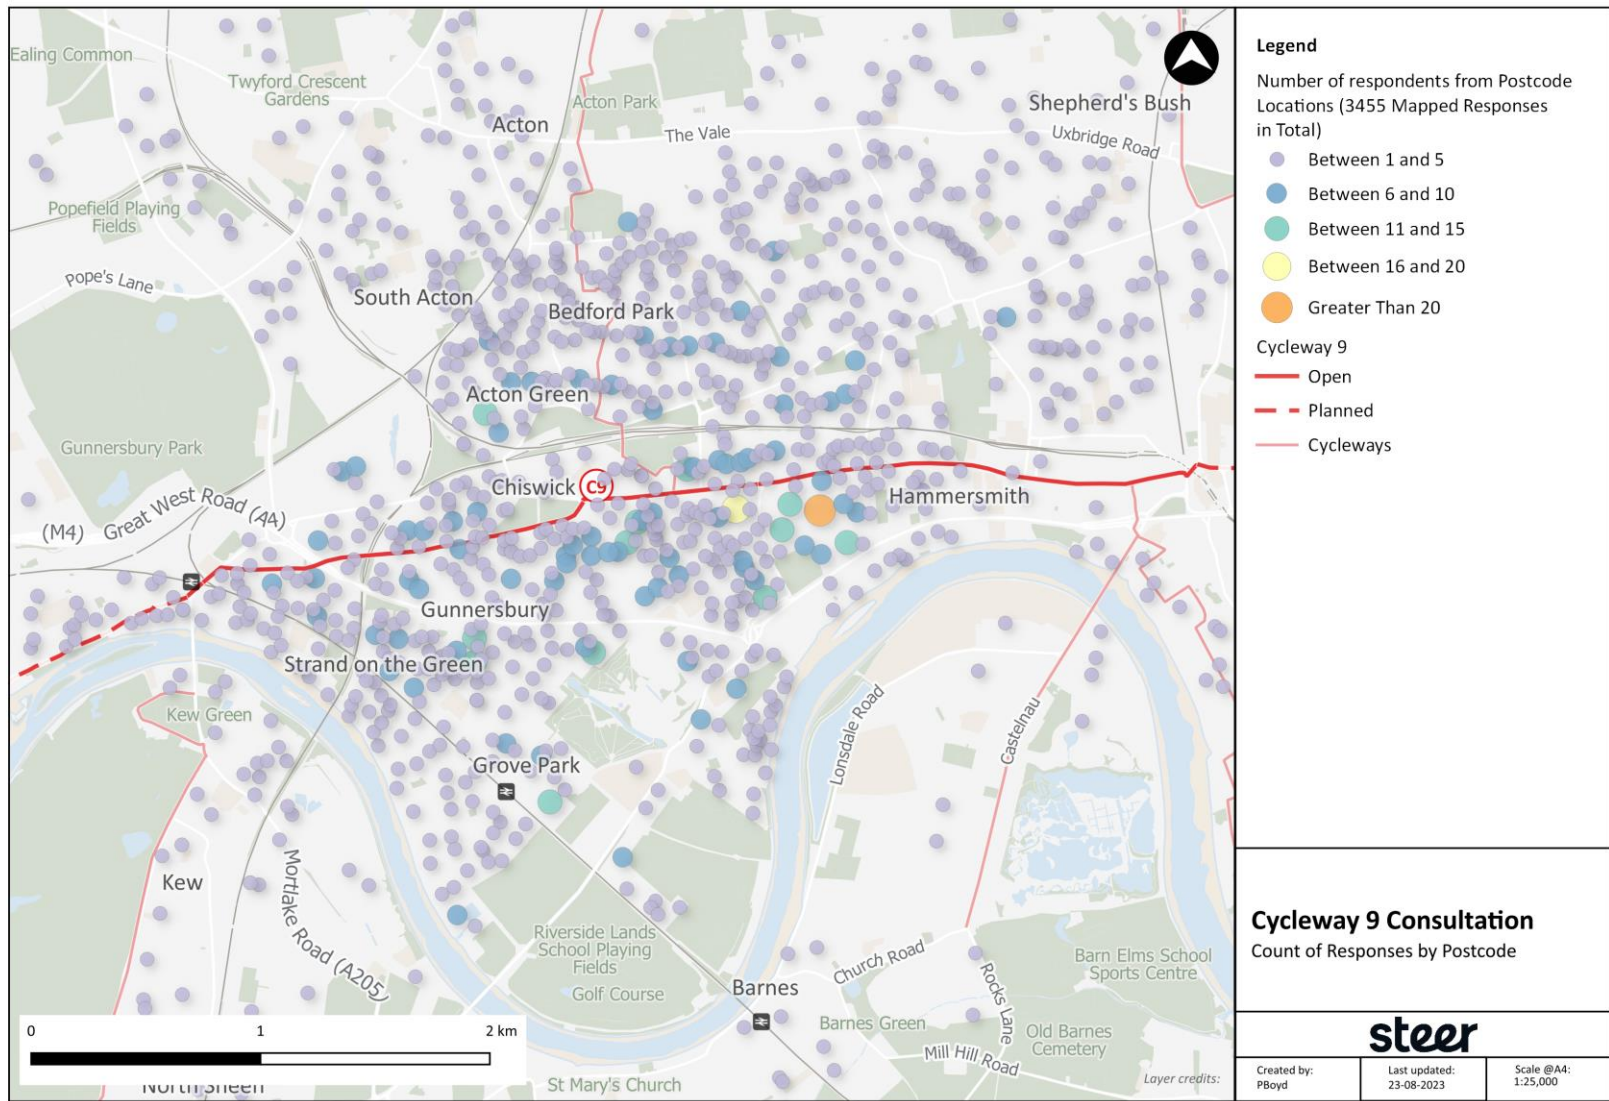 Ealing Common
Twyford Crescent
Gardens
Acton Park
Acton
The Vale
Shepherd's Bush
Uxbridge Road
Popefield Playing
Fields
Pope's Lane
South Acton
Bedford Park
Acton Green
Gunnersbury Park
Chiswick
C9
Hammersmith
Great West Road (A4)
(M4)
Gunnersbury
Strand on the Green
Kew Green
Lonsdale Road
Castelnau
Grove Park
Kew
Mortlake Road (A205)
Riverside Lands
School Playing
Fields
Golf Course
Church Road
Rocks Lane
Barn Elms School
Sports Centre
Barnes
Barnes Green
Old Barnes
Cemetery
Mill Hill Road
St Mary's Church
North Sheen
0 1 2 km
Layer credits:
Legend
Number of respondents from Postcode
Locations (3455 Mapped Responses
in Total)
Between 1 and 5
Between 6 and 10
Between 11 and 15
Between 16 and 20
Greater Than 20
Cycleway 9
Open
Planned
Cycleways
Cycleway 9 Consultation
Count of Responses by Postcode
steer
Created by:
PBoyd
Last updated:
23-08-2023
Scale @A4:
1:25,000